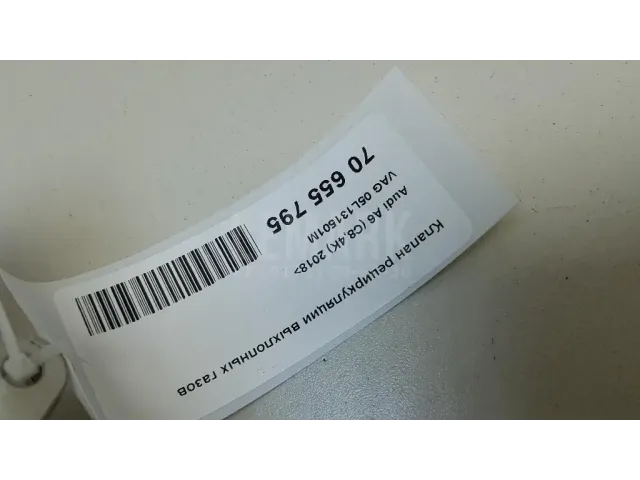 Клапан рециркуляции выхлопных газов
Audi A6 (C8,4K) 2018>
VAG 05L131501M
70 655 795